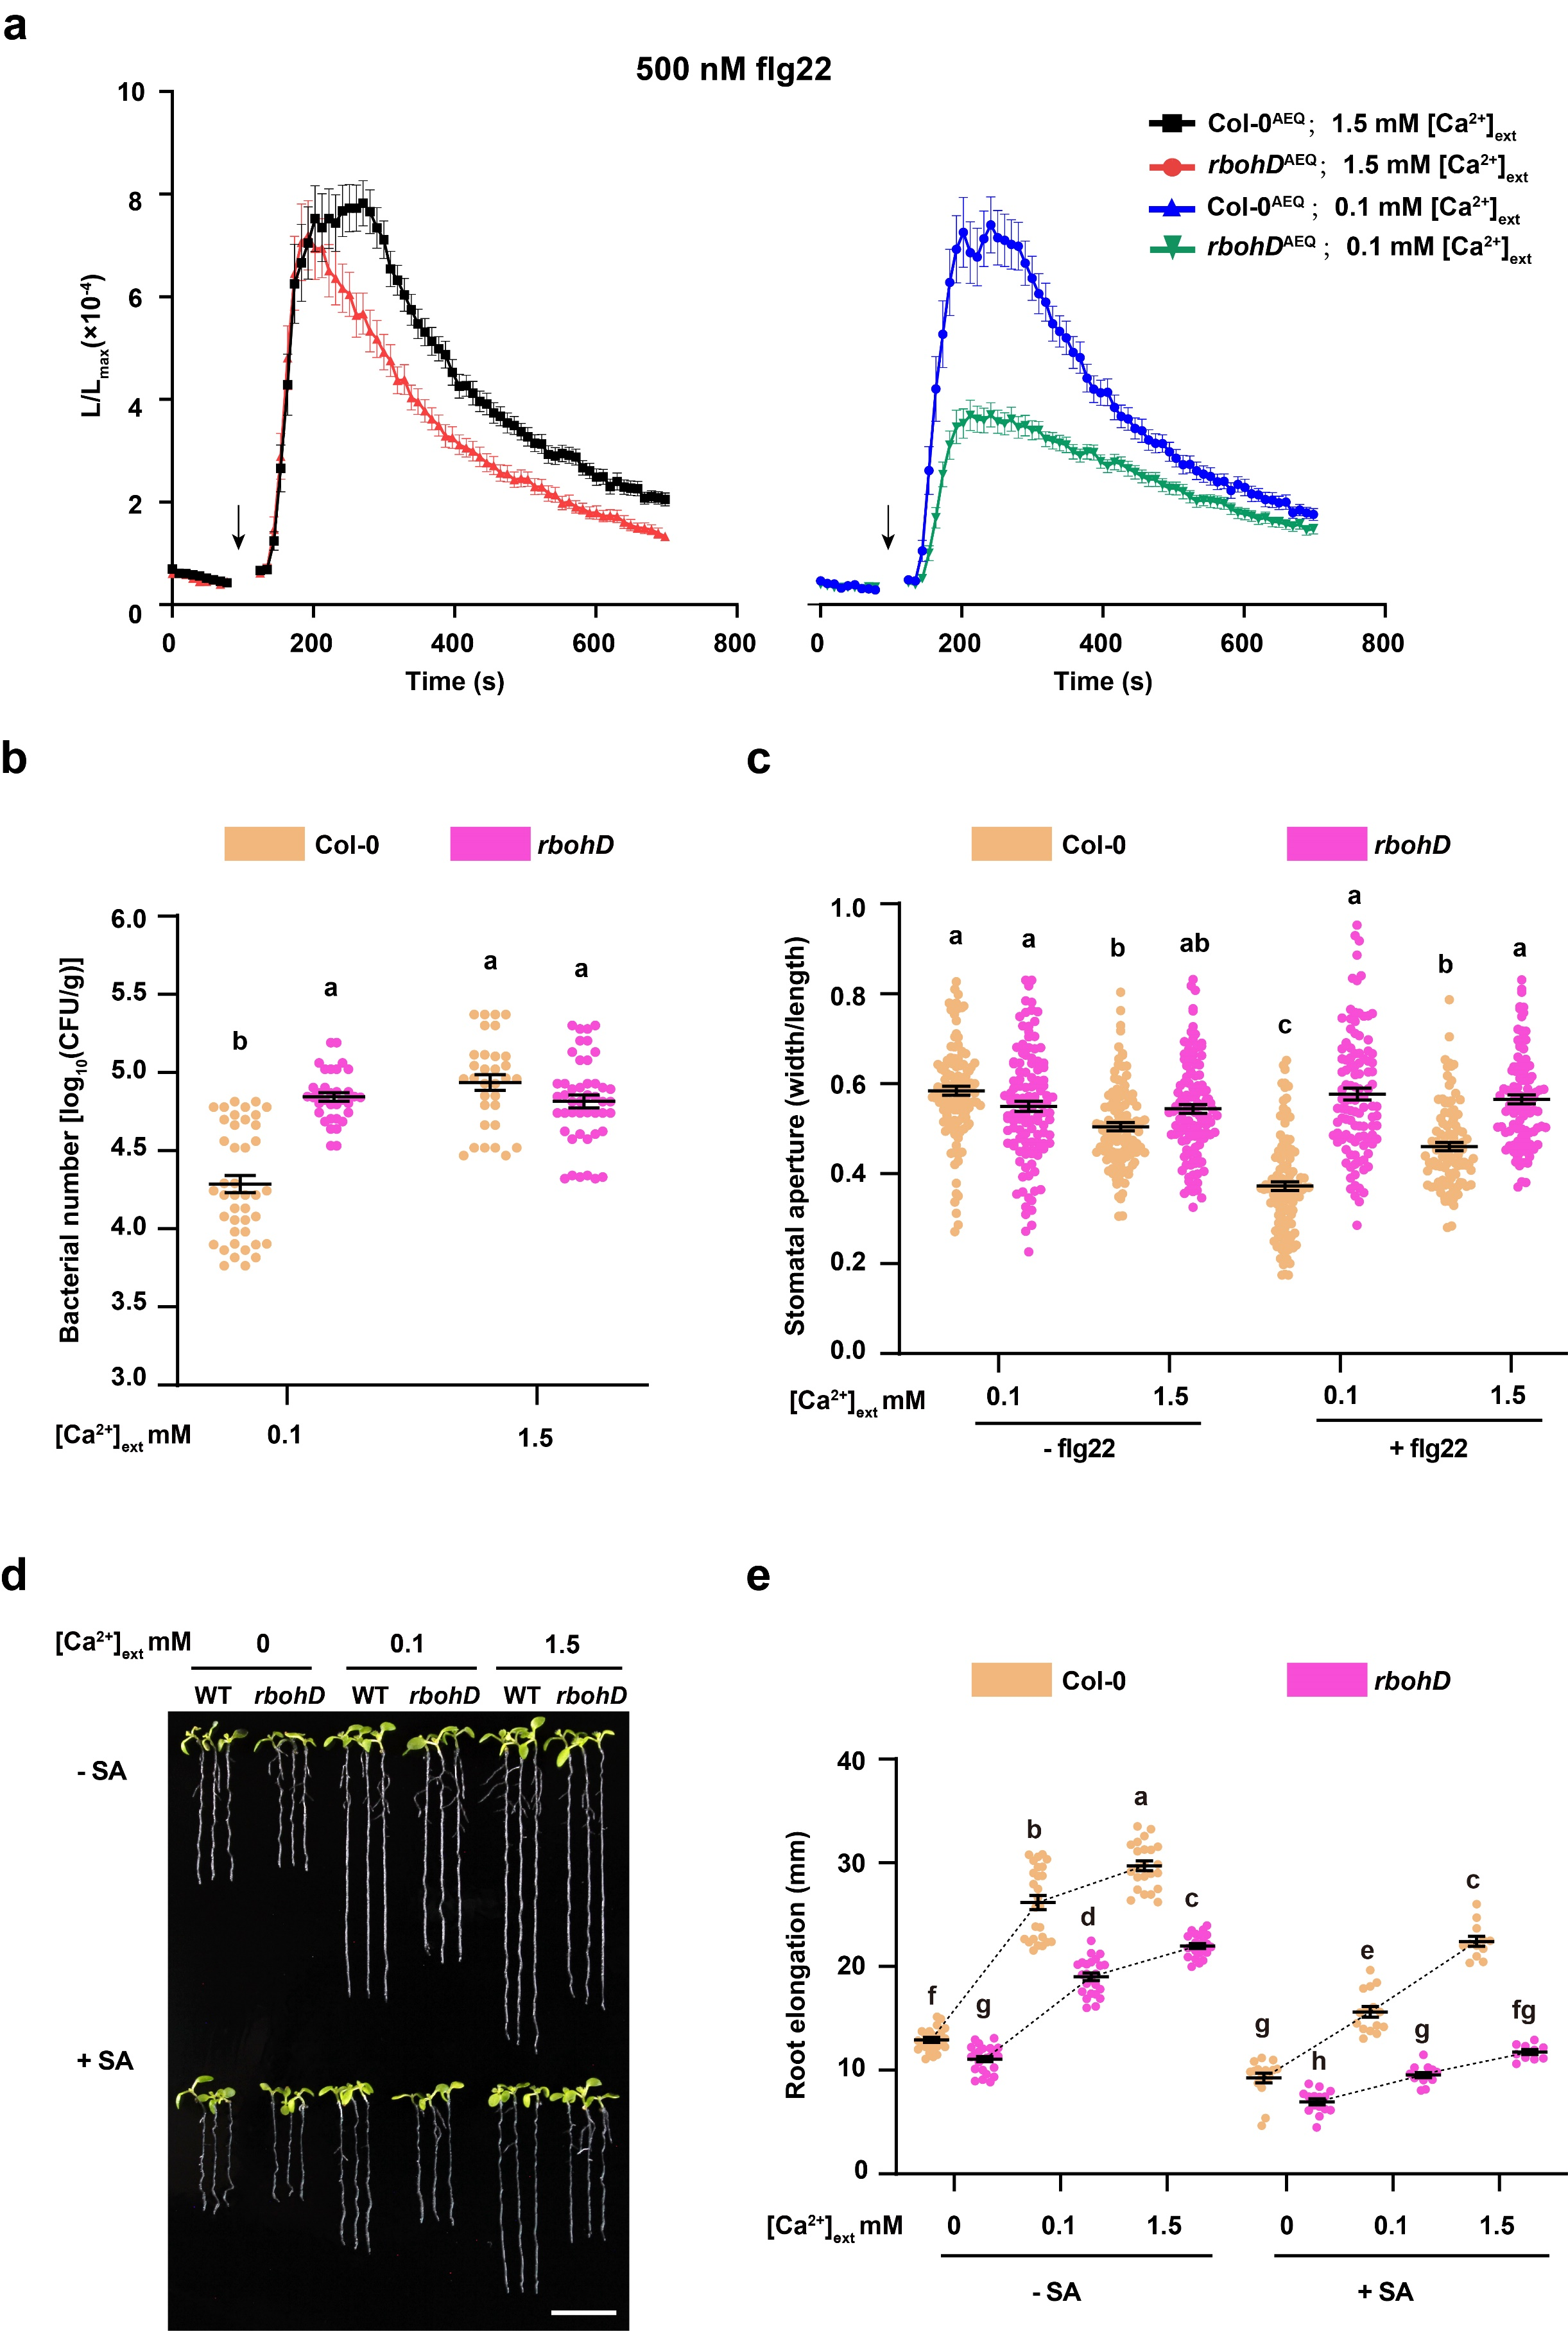 a
500 nM flg22
10
8
6
4
2
0
L/Lmax(×10-4)
Col-0AEQ ; 1.5 mM [Ca2+]ext
rbohDAEQ ; 1.5 mM [Ca2+]ext
Col-0AEQ ; 0.1 mM [Ca2+]ext
rbohDAEQ ; 0.1 mM [Ca2+]ext
0 200 400 600 800
0 200 400 600 800
Time (s)
Time (s)
b
Col-0 rbohD
Bacterial number [log10(CFU/g)]
6.0
5.5
5.0
4.5
4.0
3.5
3.0
b a a a
[Ca2+]ext mM 0.1 1.5
c
Col-0 rbohD
Stomatal aperture (width/length)
1.0
0.8
0.6
0.4
0.2
0.0
a a b ab c a b a
[Ca2+]ext mM 0.1 1.5 0.1 1.5
- flg22 + flg22
d
[Ca2+]ext mM 0 0.1 1.5
WT rbohD WT rbohD WT rbohD
- SA
+ SA
e
Col-0 rbohD
Root elongation (mm)
40
30
20
10
0
f g b d a c g h e g c fg
[Ca2+]ext mM 0 0.1 1.5 0 0.1 1.5
- SA + SA